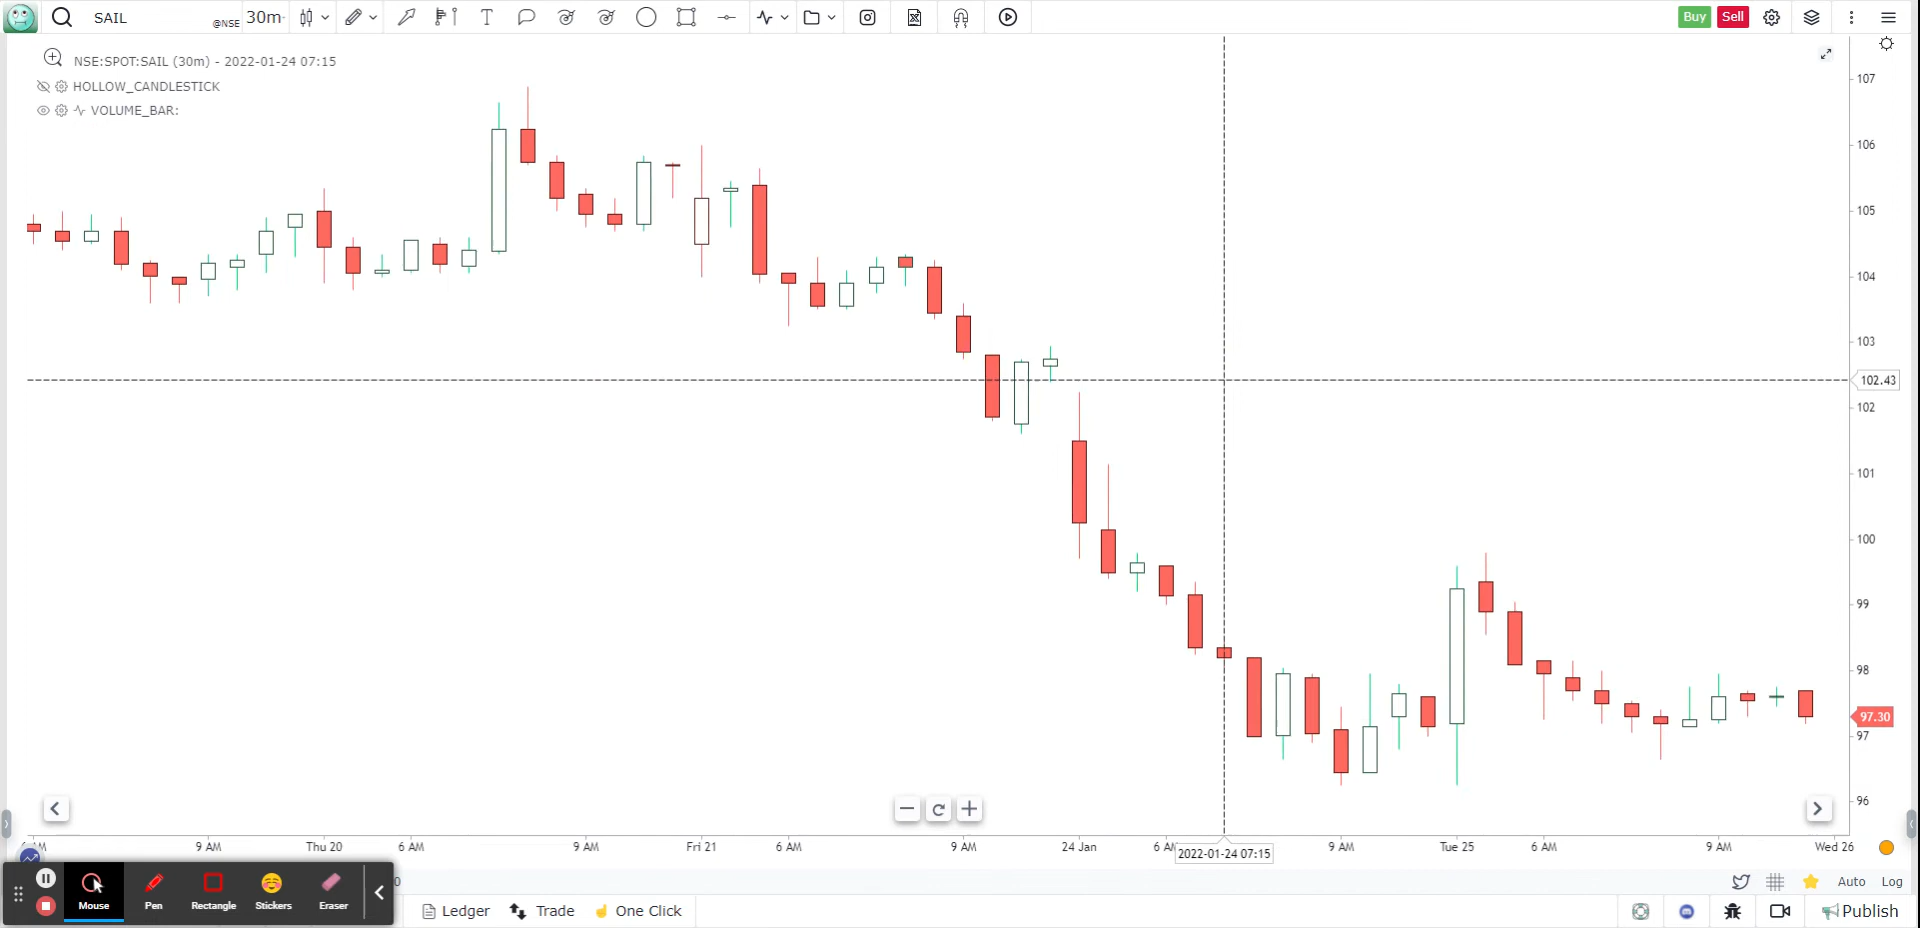 SAIL @NSE 30m Buy Sell
NSE:SPOT:SAIL (30m) - 2022-01-24 07:15
HOLLOW_CANDLESTICK
VOLUME_BAR:
107
106
105
104
103
102.43
102
101
100
99
98
97.30
97
96
9 AM Thu 20 6 AM 9 AM Fri 21 6 AM 9 AM 24 Jan 6 AM 2022-01-24 07:15 9 AM Tue 25 6 AM 9 AM Wed 26
Auto Log
Mouse Pen Rectangle Stickers Eraser
Ledger Trade One Click Publish